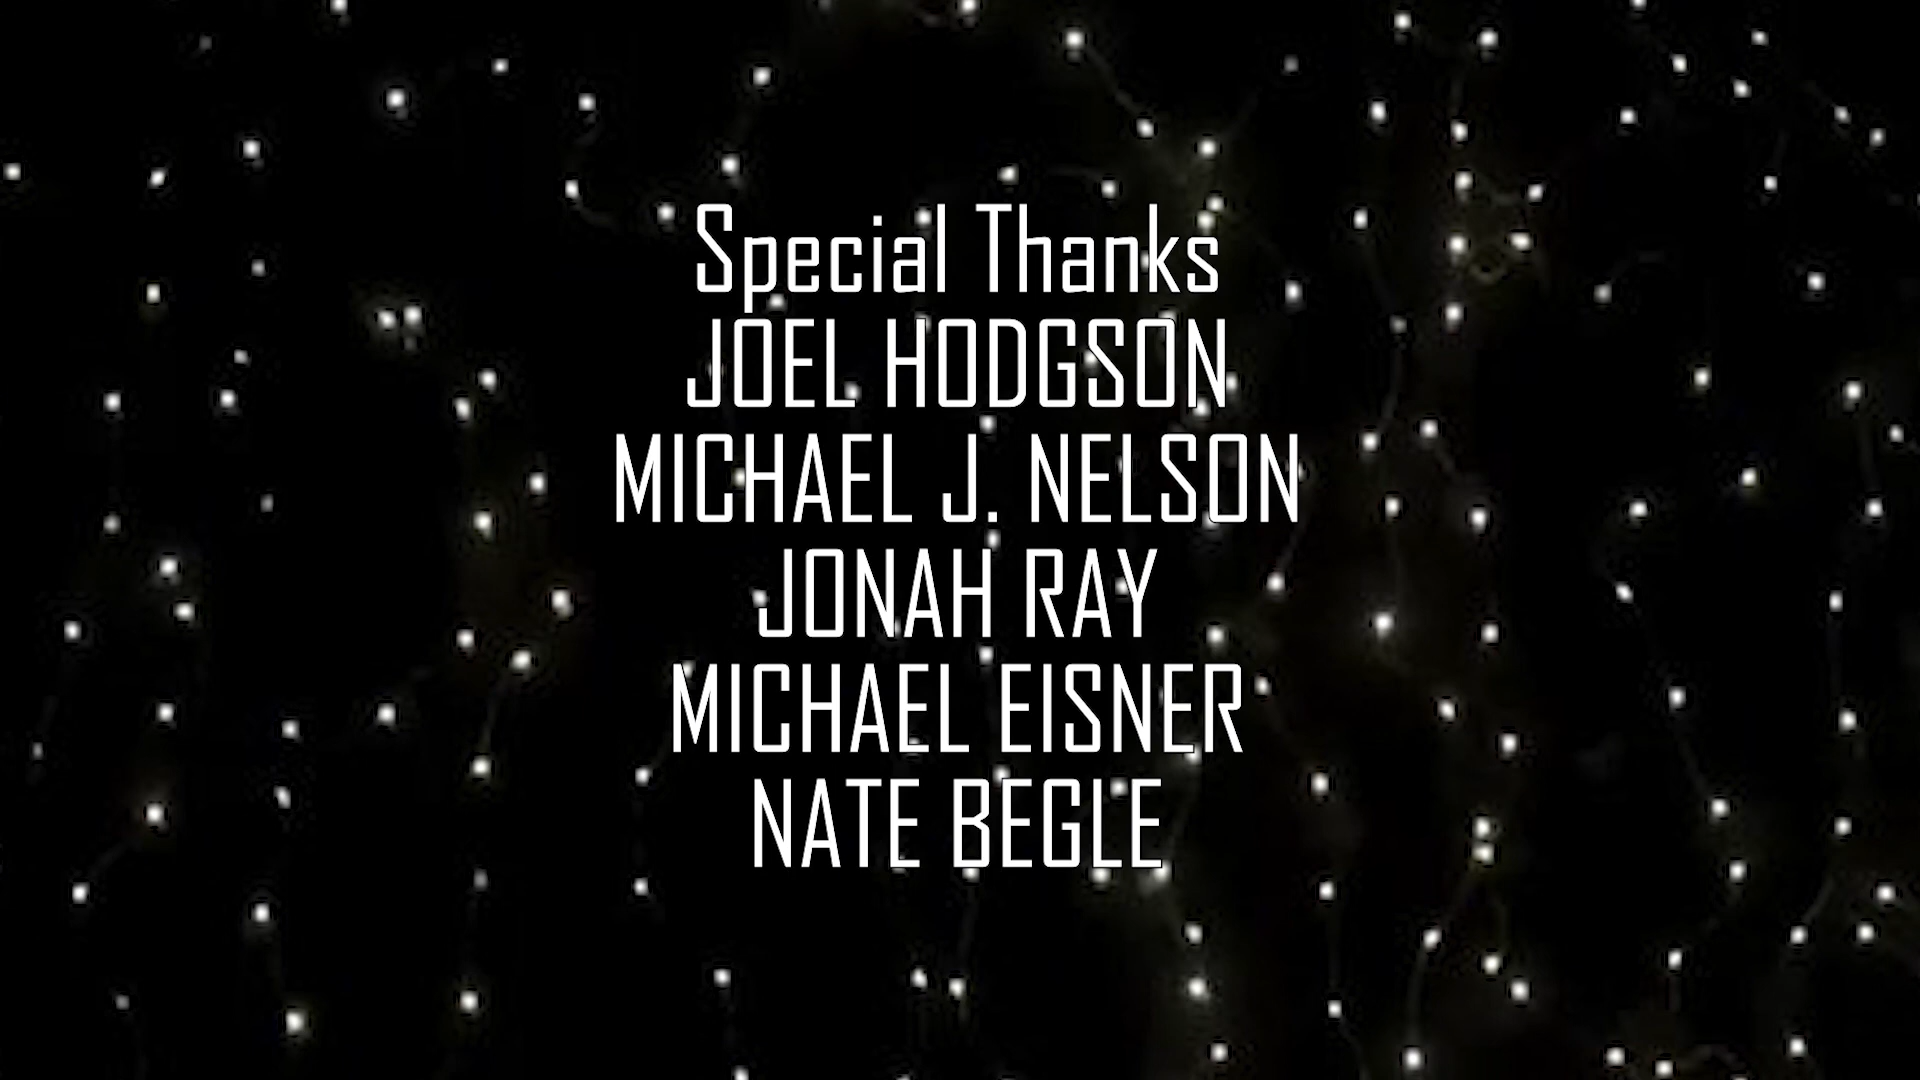 Special Thanks
JOEL HODGSON
MICHAEL J. NELSON
JONAH RAY
MICHAEL EISNER
NATE BEGLE